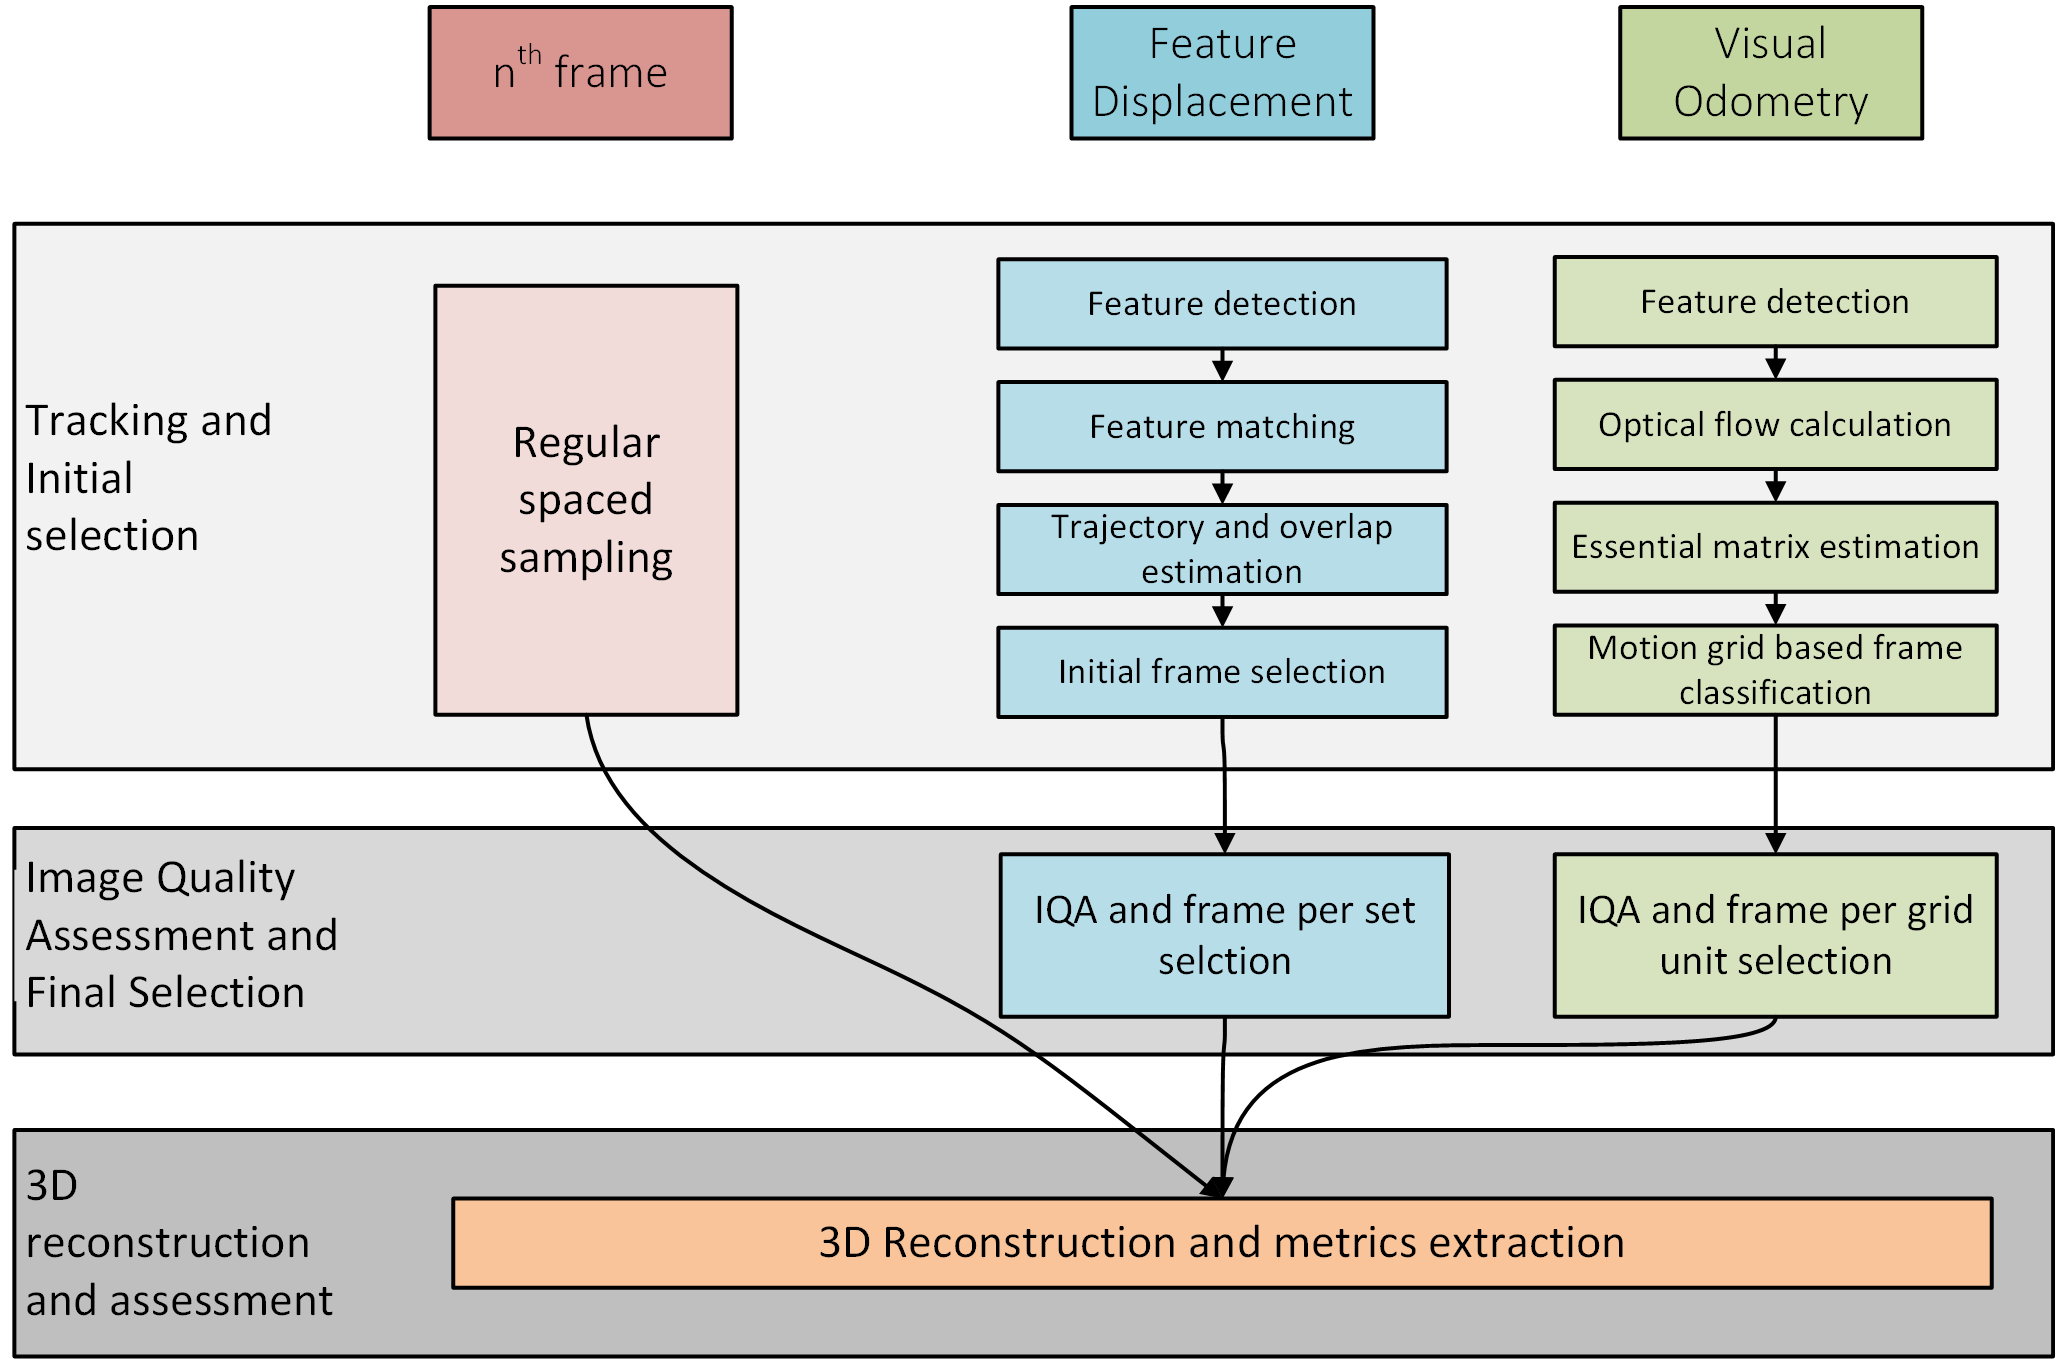 nth frame
Feature
Displacement
Visual
Odometry
Tracking and
Initial
selection
Regular
spaced
sampling
Feature detection
Feature matching
Trajectory and overlap
estimation
Initial frame selection
Feature detection
Optical flow calculation
Essential matrix estimation
Motion grid based frame
classification
Image Quality
Assessment and
Final Selection
IQA and frame per set
selction
IQA and frame per grid
unit selection
3D
reconstruction
and assessment
3D Reconstruction and metrics extraction